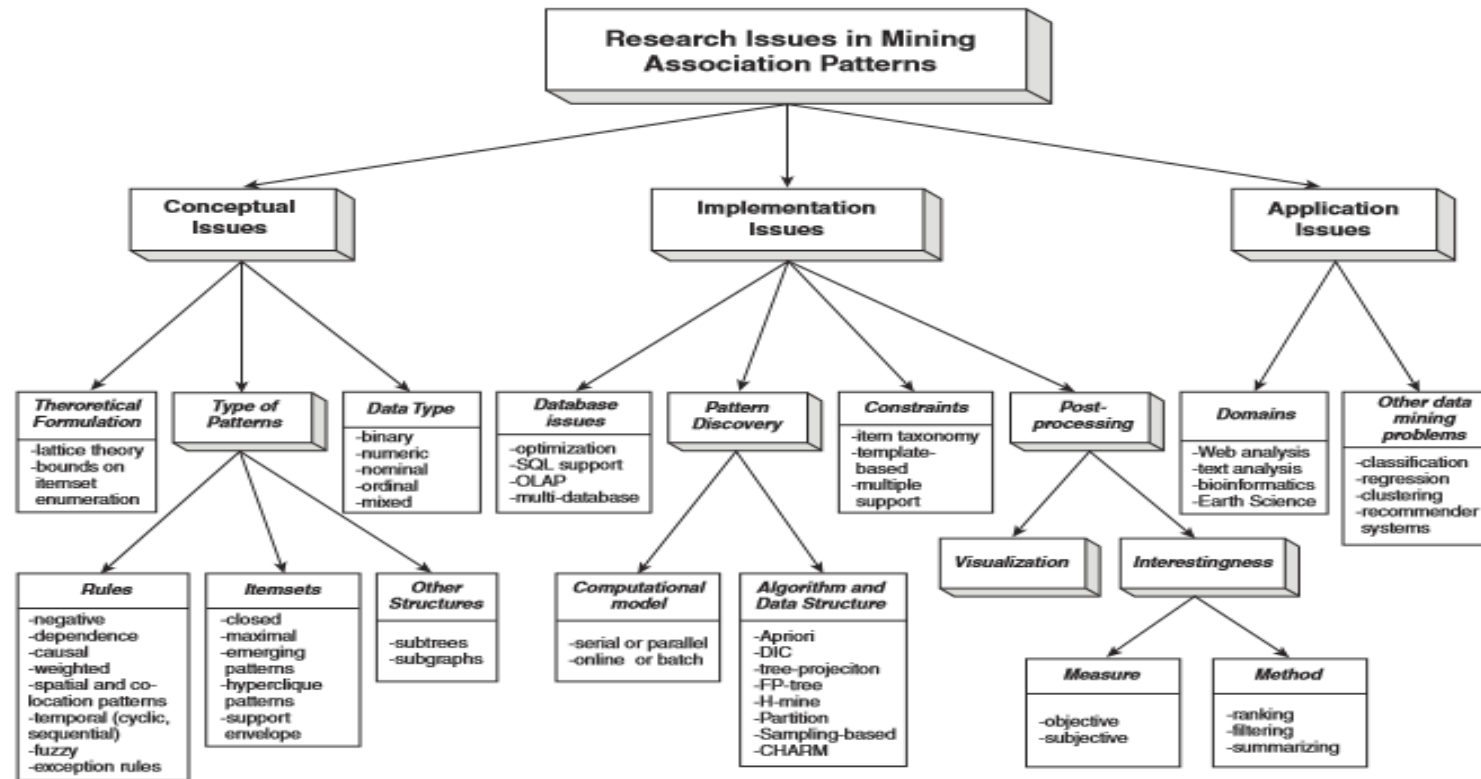 Research Issues in Mining
Association Patterns
Conceptual
Issues
Implementation
Issues
Application
Issues
Theroretical
Formulation
-lattice theory
-bounds on
itemset
enumeration
Type of
Patterns
Data Type
-binary
-numeric
-nominal
-ordinal
-mixed
Database
issues
-optimization
-SQL support
-OLAP
-multi-database
Pattern
Discovery
Constraints
-item taxonomy
-template-
based
-multiple
support
Post-
processing
Domains
-Web analysis
-text analysis
-bioinformatics
-Earth Science
Other data
mining
problems
-classification
-regression
-clustering
-recommender
systems
Rules
-negative
-dependence
-causal
-weighted
-spatial and co-
location patterns
-temporal (cyclic,
sequential)
-fuzzy
-exception rules
Itemsets
-closed
-maximal
-emerging
patterns
-hyperclique
patterns
-support
envelope
Other
Structures
-subtrees
-subgraphs
Computational
model
-serial or parallel
-online or batch
Algorithm and
Data Structure
-Apriori
-DIC
-tree-projeciton
-FP-tree
-H-mine
-Partition
-Sampling-based
-CHARM
Visualization
Interestingness
Measure
-objective
-subjective
Method
-ranking
-filtering
-summarizing